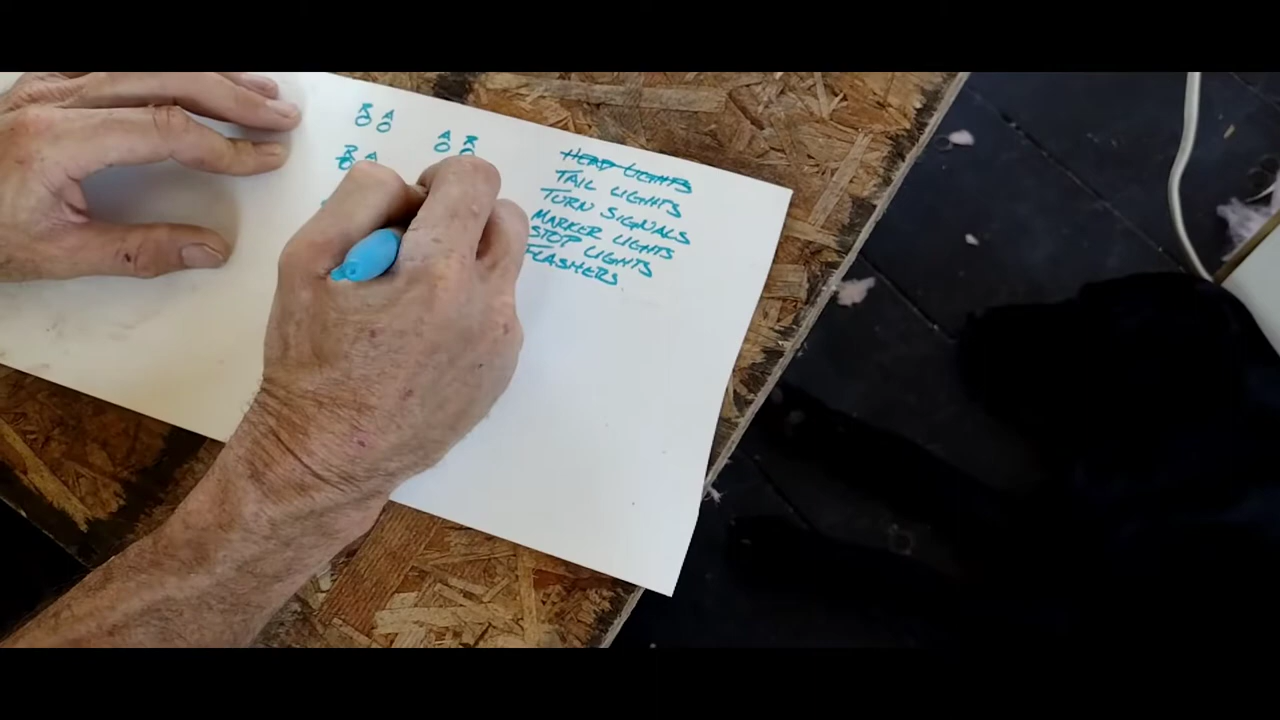 R A
O O
A R
O O
R A
HEAD LIGHTS
TAIL LIGHTS
TURN SIGNALS
MARKER LIGHTS
STOP LIGHTS
FLASHERS